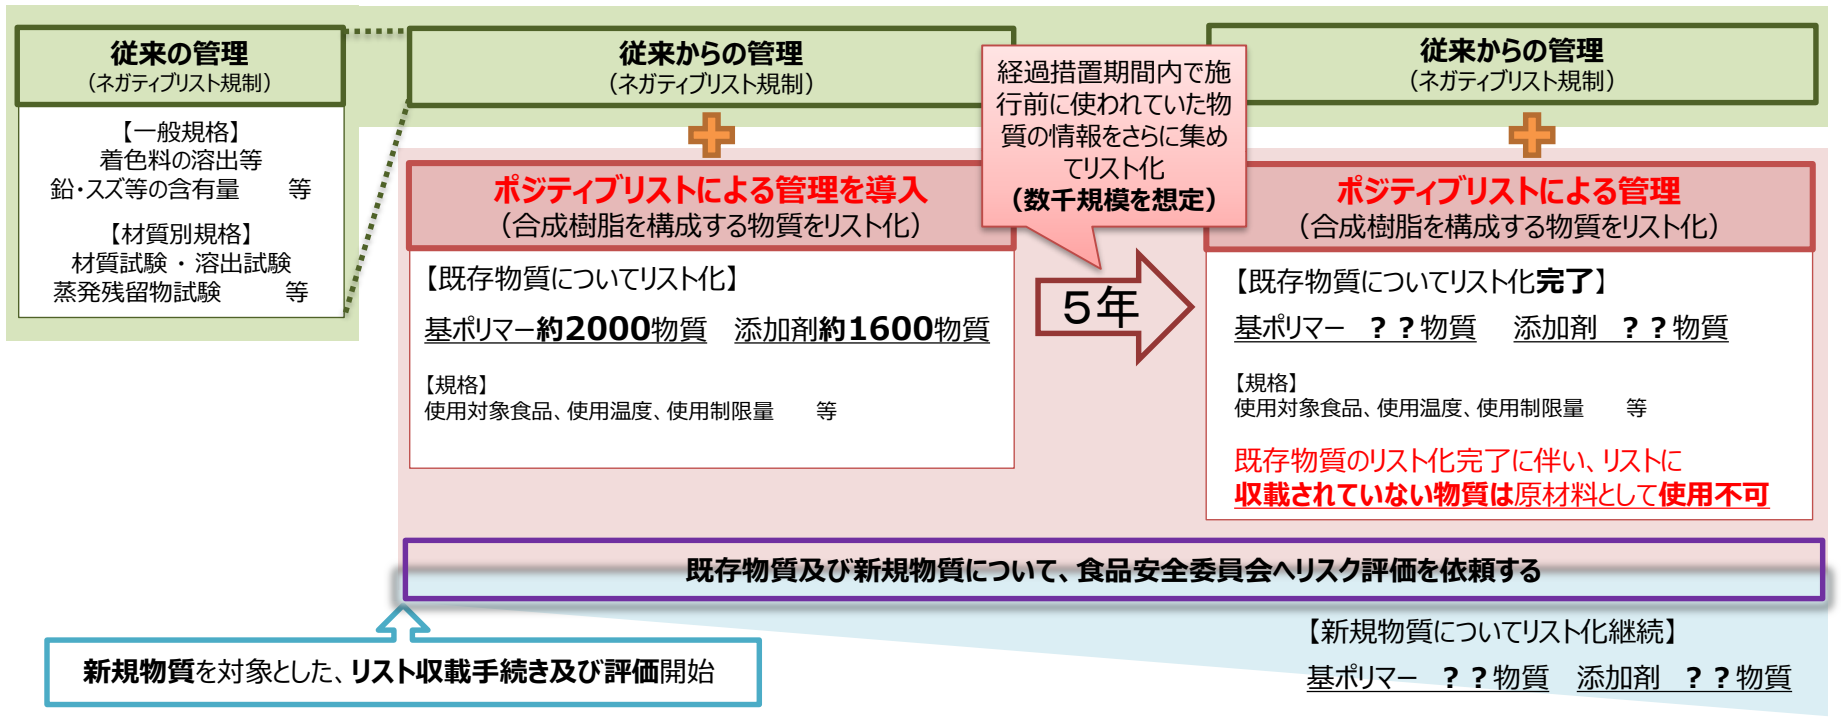 従来の管理
（ネガティブリスト規制）
【一般規格】
着色料の溶出等
鉛・スズ等の含有量　　等
【材質別規格】
材質試験・溶出試験
蒸発残留物試験　　　等
従来からの管理
（ネガティブリスト規制）
ポジティブリストによる管理を導入
（合成樹脂を構成する物質をリスト化）
【既存物質についてリスト化】
基ポリマー約2000物質　添加剤約1600物質
【規格】
使用対象食品、使用温度、使用制限量　　等
経過措置期間内で施
行前に使われていた物
質の情報をさらに集め
てリスト化
（数千規模を想定）
５年
従来からの管理
（ネガティブリスト規制）
ポジティブリストによる管理
（合成樹脂を構成する物質をリスト化）
【既存物質についてリスト化完了】
基ポリマー　？？物質　添加剤　？？物質
【規格】
使用対象食品、使用温度、使用制限量　　等
既存物質のリスト化完了に伴い、リストに
収載されていない物質は原材料として使用不可
既存物質及び新規物質について、食品安全委員会へリスク評価を依頼する
新規物質を対象とした、リスト収載手続き及び評価開始
【新規物質についてリスト化継続】
基ポリマー　？？物質　添加剤　？？物質